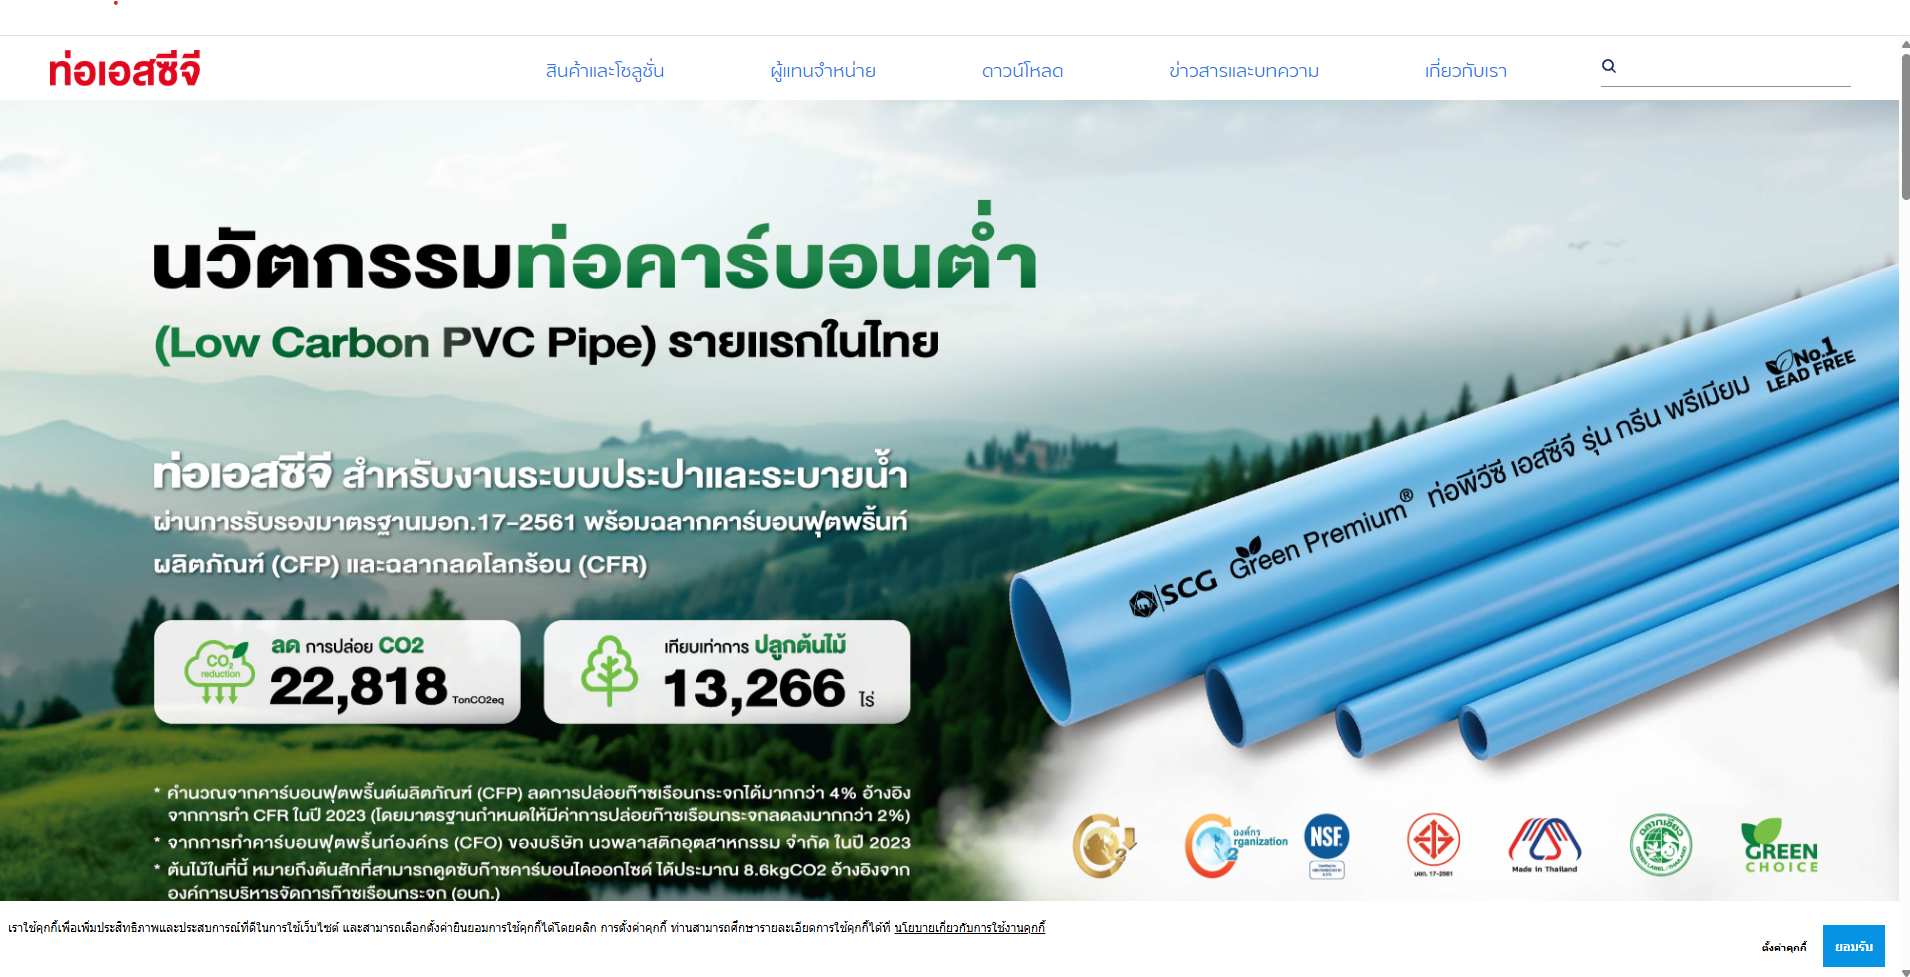 ท่อเอสซีจี
สินค้าและโซลูชั่น
ผู้แทนจำหน่าย
ดาวน์โหลด
ข่าวสารและบทความ
เกี่ยวกับเรา
นวัตกรรมท่อคาร์บอนต่ำ
(Low Carbon PVC Pipe) รายแรกในไทย
ท่อเอสซีจี สำหรับงานระบบประปาและระบายน้ำ
ผ่านการรับรองมาตรฐานมอก.17-2561 พร้อมฉลากคาร์บอนฟุตพริ้นท์
ผลิตภัณฑ์ (CFP) และฉลากลดโลกร้อน (CFR)
CO2 reduction
ลด การปล่อย CO2
22,818 TonCO2eq
เทียบเท่าการ ปลูกต้นไม้
13,266 ไร่
* คำนวณจากคาร์บอนฟุตพริ้นต์ผลิตภัณฑ์ (CFP) ลดการปล่อยก๊าซเรือนกระจกได้มากกว่า 4% อ้างอิง
จากการทำ CFR ในปี 2023 (โดยมาตรฐานกำหนดให้มีค่าการปล่อยก๊าซเรือนกระจกลดลงมากกว่า 2%)
* จากการทำคาร์บอนฟุตพริ้นท์องค์กร (CFO) ของบริษัท นวพลาสติกอุตสาหกรรม จำกัด ในปี 2023
* ต้นไม้ในที่นี้ หมายถึงต้นสักที่สามารถดูดซับก๊าซคาร์บอนไดออกไซด์ ได้ประมาณ 8.6kgCO2 อ้างอิงจาก
องค์การบริหารจัดการก๊าซเรือนกระจก (อบก.)
SCG Green Premium® ท่อพีวีซี เอสซีจี รุ่น กรีน พรีเมียม
No.1
LEAD FREE
2
องค์กร
rganization
2
NSF.
มอก. 17-2561
Made in Thailand
ฉลากเขียว
GREEN LABEL : THAILAND
GREEN
CHOICE
เราใช้คุกกี้เพื่อเพิ่มประสิทธิภาพและประสบการณ์ที่ดีในการใช้เว็บไซต์ และสามารถเลือกตั้งค่ายินยอมการใช้คุกกี้ได้โดยคลิก การตั้งค่าคุกกี้ ท่านสามารถศึกษารายละเอียดการใช้คุกกี้ได้ที่ นโยบายเกี่ยวกับการใช้งานคุกกี้
ตั้งค่าคุกกี้
ยอมรับ